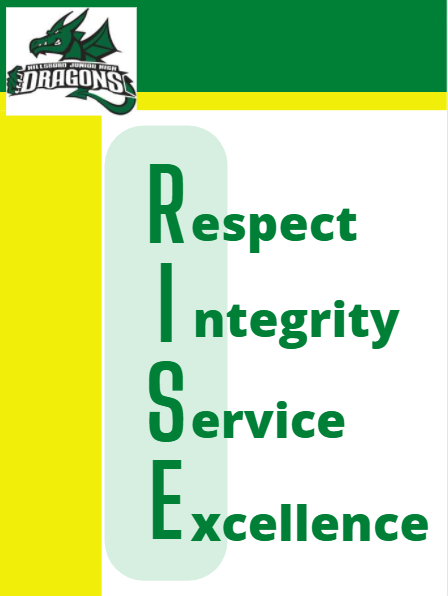 HILLSBORO JUNIOR HIGH
DRAGONS
Respect
Integrity
Service
Excellence